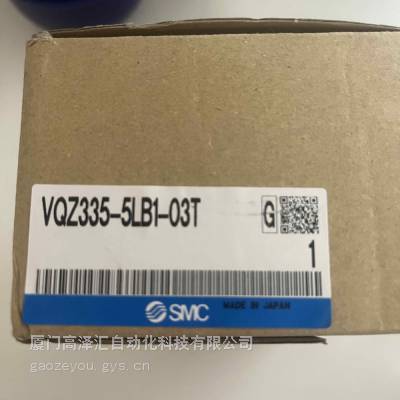 VQZ335-5LB1-03T
G
1
SMC
MADE IN JAPAN
厦门高泽汇自动化科技有限公司
gaozeyou.gys.cn